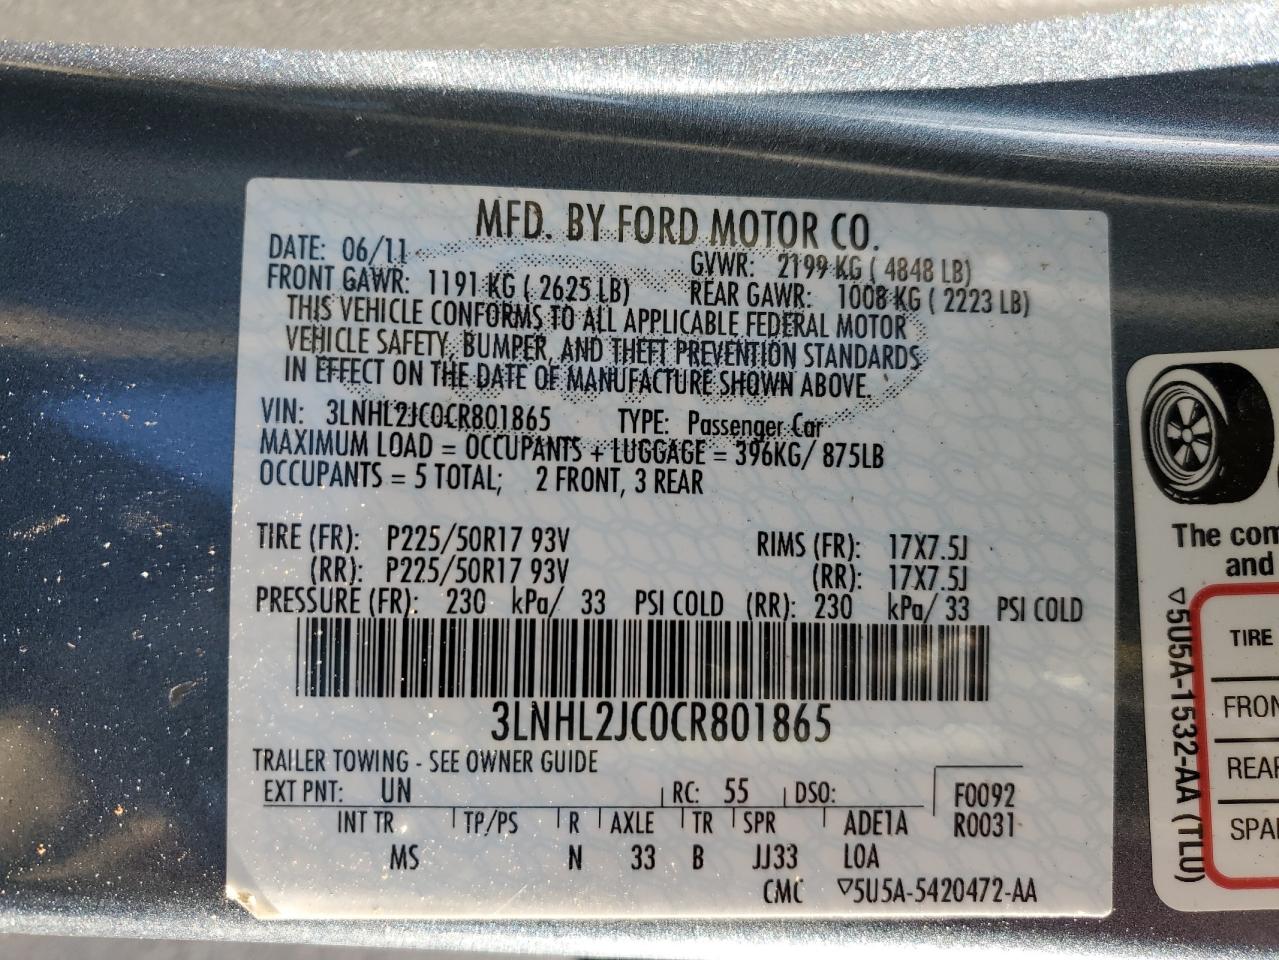 MFD. BY FORD MOTOR CO.
DATE: 06/11 GVWR: 2199 KG ( 4848 LB)
FRONT GAWR: 1191 KG ( 2625 LB) REAR GAWR: 1008 KG ( 2223 LB)
THIS VEHICLE CONFORMS TO ALL APPLICABLE FEDERAL MOTOR
VEHICLE SAFETY, BUMPER, AND THEFT PREVENTION STANDARDS
IN EFFECT ON THE DATE OF MANUFACTURE SHOWN ABOVE.
VIN: 3LNHL2JC0CR801865 TYPE: Passenger Car
MAXIMUM LOAD = OCCUPANTS + LUGGAGE = 396KG/ 875LB
OCCUPANTS = 5 TOTAL; 2 FRONT, 3 REAR
TIRE (FR): P225/50R17 93V RIMS (FR): 17X7.5J
(RR): P225/50R17 93V (RR): 17X7.5J
PRESSURE (FR): 230 kPa/ 33 PSI COLD (RR): 230 kPa/ 33 PSI COLD
3LNHL2JC0CR801865
TRAILER TOWING - SEE OWNER GUIDE
EXT PNT: UN RC: 55 DSO: F0092
INT TR TP/PS R AXLE TR SPR ADE1A R0031
MS N 33 B JJ33 LOA
CMC ▽5U5A-5420472-AA
The com
and
▽5U5A-1532-AA (TLU)
TIRE
FRON
REAR
SPAR